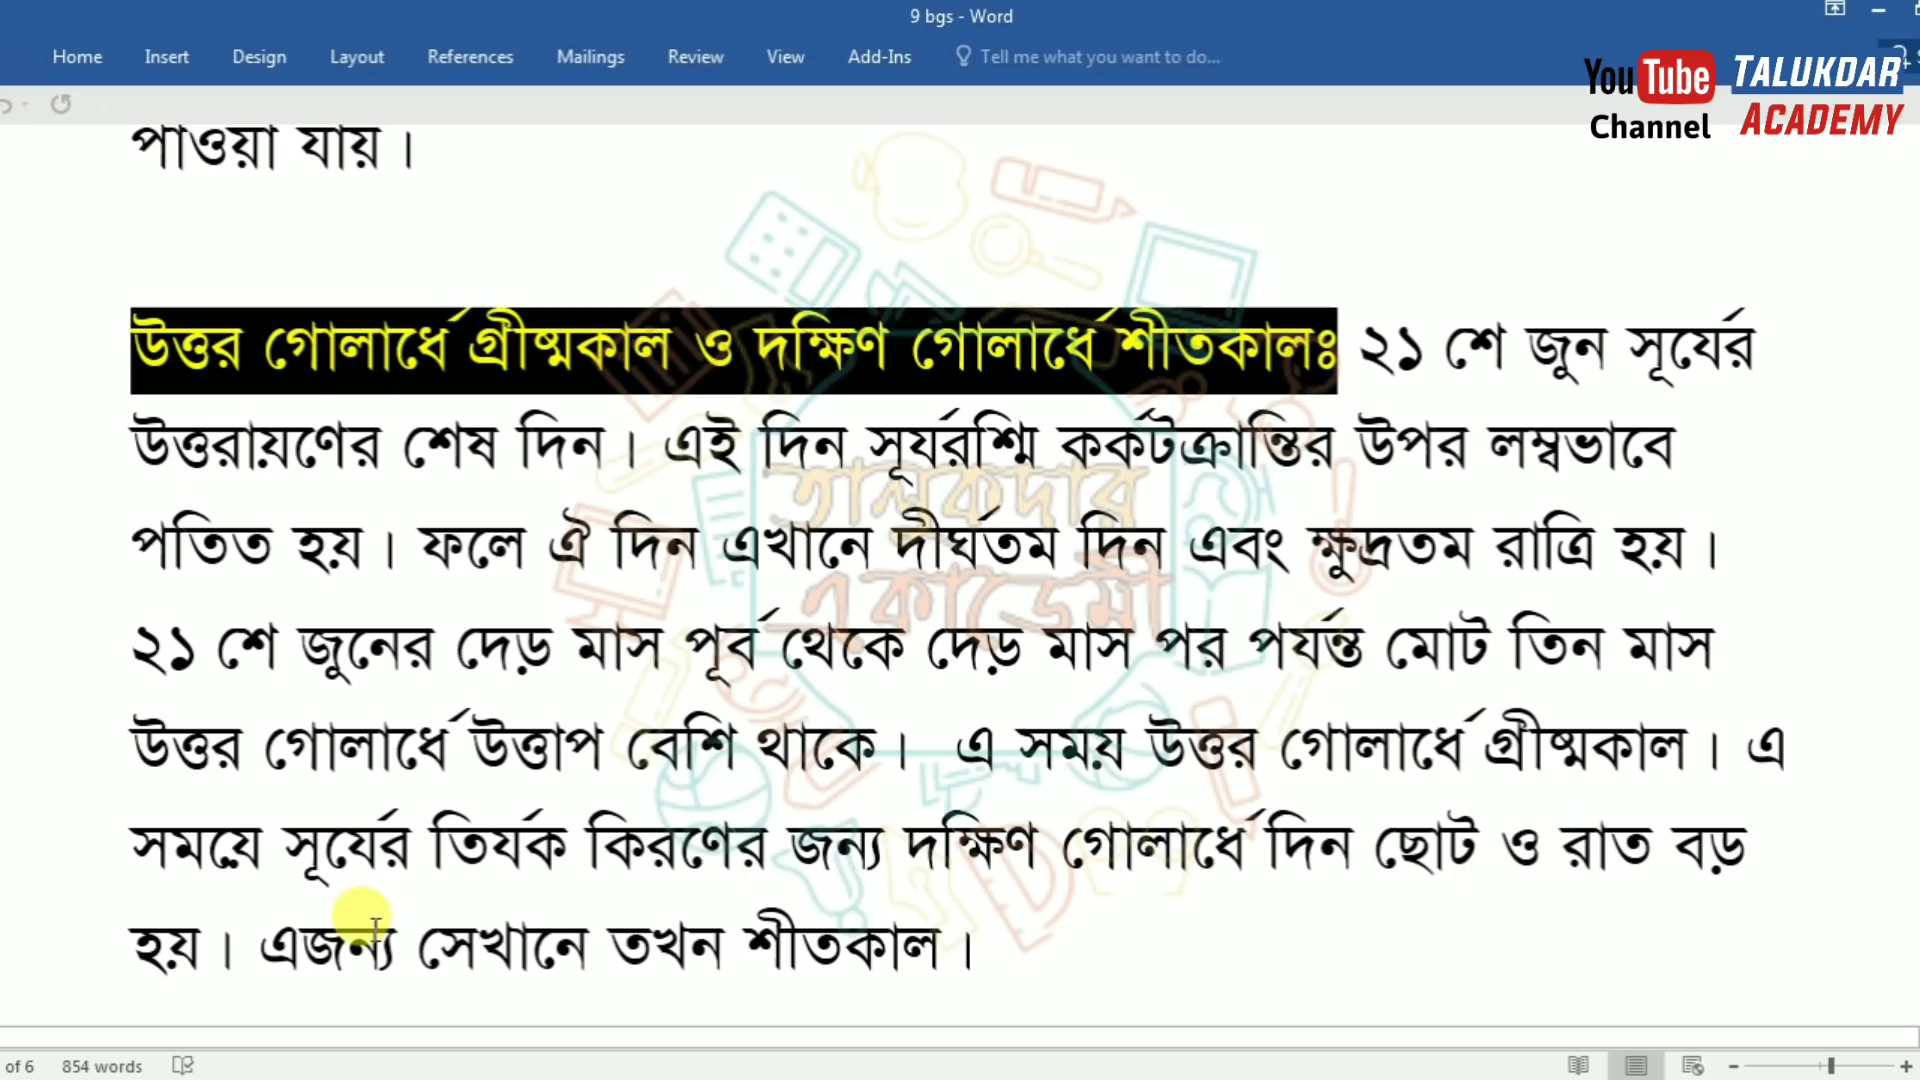 9 bgs - Word
Home Insert Design Layout References Mailings Review View Add-Ins Tell me what you want to do...
YouTube TALUKDAR
Channel ACADEMY
পাওয়া যায়।
উত্তর গোলার্ধে গ্রীষ্মকাল ও দক্ষিণ গোলার্ধে শীতকালঃ ২১ শে জুন সূর্যের
উত্তরায়ণের শেষ দিন। এই দিন সূর্যরশ্মি কর্কটক্রান্তির উপর লম্বভাবে
পতিত হয়। ফলে ঐ দিন এখানে দীর্ঘতম দিন এবং ক্ষুদ্রতম রাত্রি হয়।
তালুকদার
একাডেমী
২১ শে জুনের দেড় মাস পূর্ব থেকে দেড় মাস পর পর্যন্ত মোট তিন মাস
উত্তর গোলার্ধে উত্তাপ বেশি থাকে। এ সময় উত্তর গোলার্ধে গ্রীষ্মকাল। এ
সময়ে সূর্যের তির্যক কিরণের জন্য দক্ষিণ গোলার্ধে দিন ছোট ও রাত বড়
হয়। এজন্য সেখানে তখন শীতকাল।
of 6 854 words